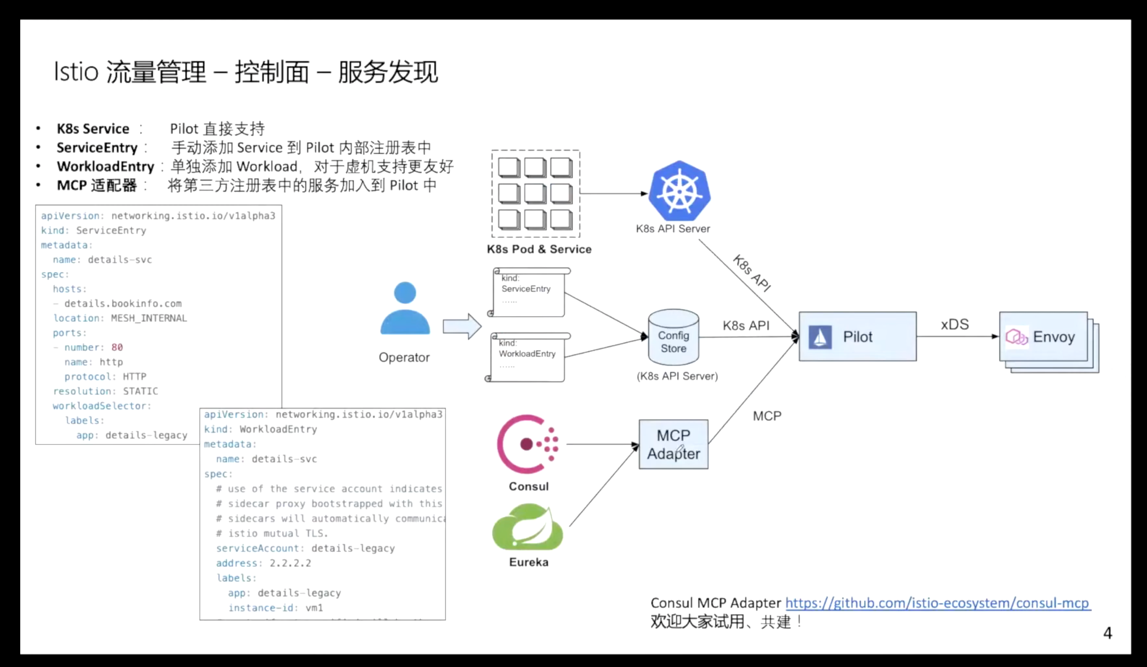 Istio 流量管理 – 控制面 – 服务发现
• K8s Service ： Pilot 直接支持
• ServiceEntry ： 手动添加 Service 到 Pilot 内部注册表中
• WorkloadEntry ：单独添加 Workload，对于虚机支持更友好
• MCP 适配器 ： 将第三方注册表中的服务加入到 Pilot 中
apiVersion: networking.istio.io/v1alpha3
kind: ServiceEntry
metadata:
name: details-svc
spec:
hosts:
- details.bookinfo.com
location: MESH_INTERNAL
ports:
- number: 80
name: http
protocol: HTTP
resolution: STATIC
workloadSelector:
labels:
app: details-legacy
apiVersion: networking.istio.io/v1alpha3
kind: WorkloadEntry
metadata:
name: details-svc
spec:
# use of the service account indicates
# sidecar proxy bootstrapped with this
# sidecars will automatically communica
# istio mutual TLS.
serviceAccount: details-legacy
address: 2.2.2.2
labels:
app: details-legacy
instance-id: vm1
Operator
K8s Pod & Service
kind:
ServiceEntry
......
kind:
WorkloadEntry
......
Consul
Eureka
K8s API Server
Config
Store
(K8s API Server)
MCP
Adapter
K8s API
K8s API
MCP
Pilot
xDS
Envoy
Consul MCP Adapter https://github.com/istio-ecosystem/consul-mcp
欢迎大家试用、共建！
4